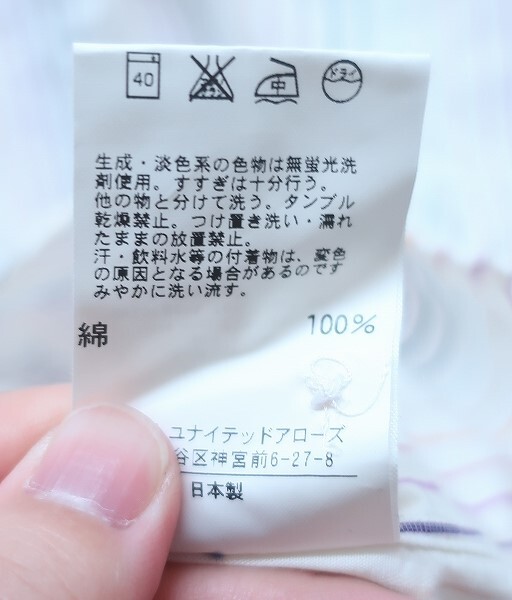 40 中 ドライ
生成・淡色系の色物は無蛍光洗
剤使用。すすぎは十分行う。
他の物と分けて洗う。タンブル
乾燥禁止。つけ置き洗い・濡れ
たままの放置禁止。
汗・飲料水等の付着物は、変色
の原因となる場合があるのです
みやかに洗い流す。
綿 100%
ユナイテッドアローズ
谷区神宮前6-27-8
日本製